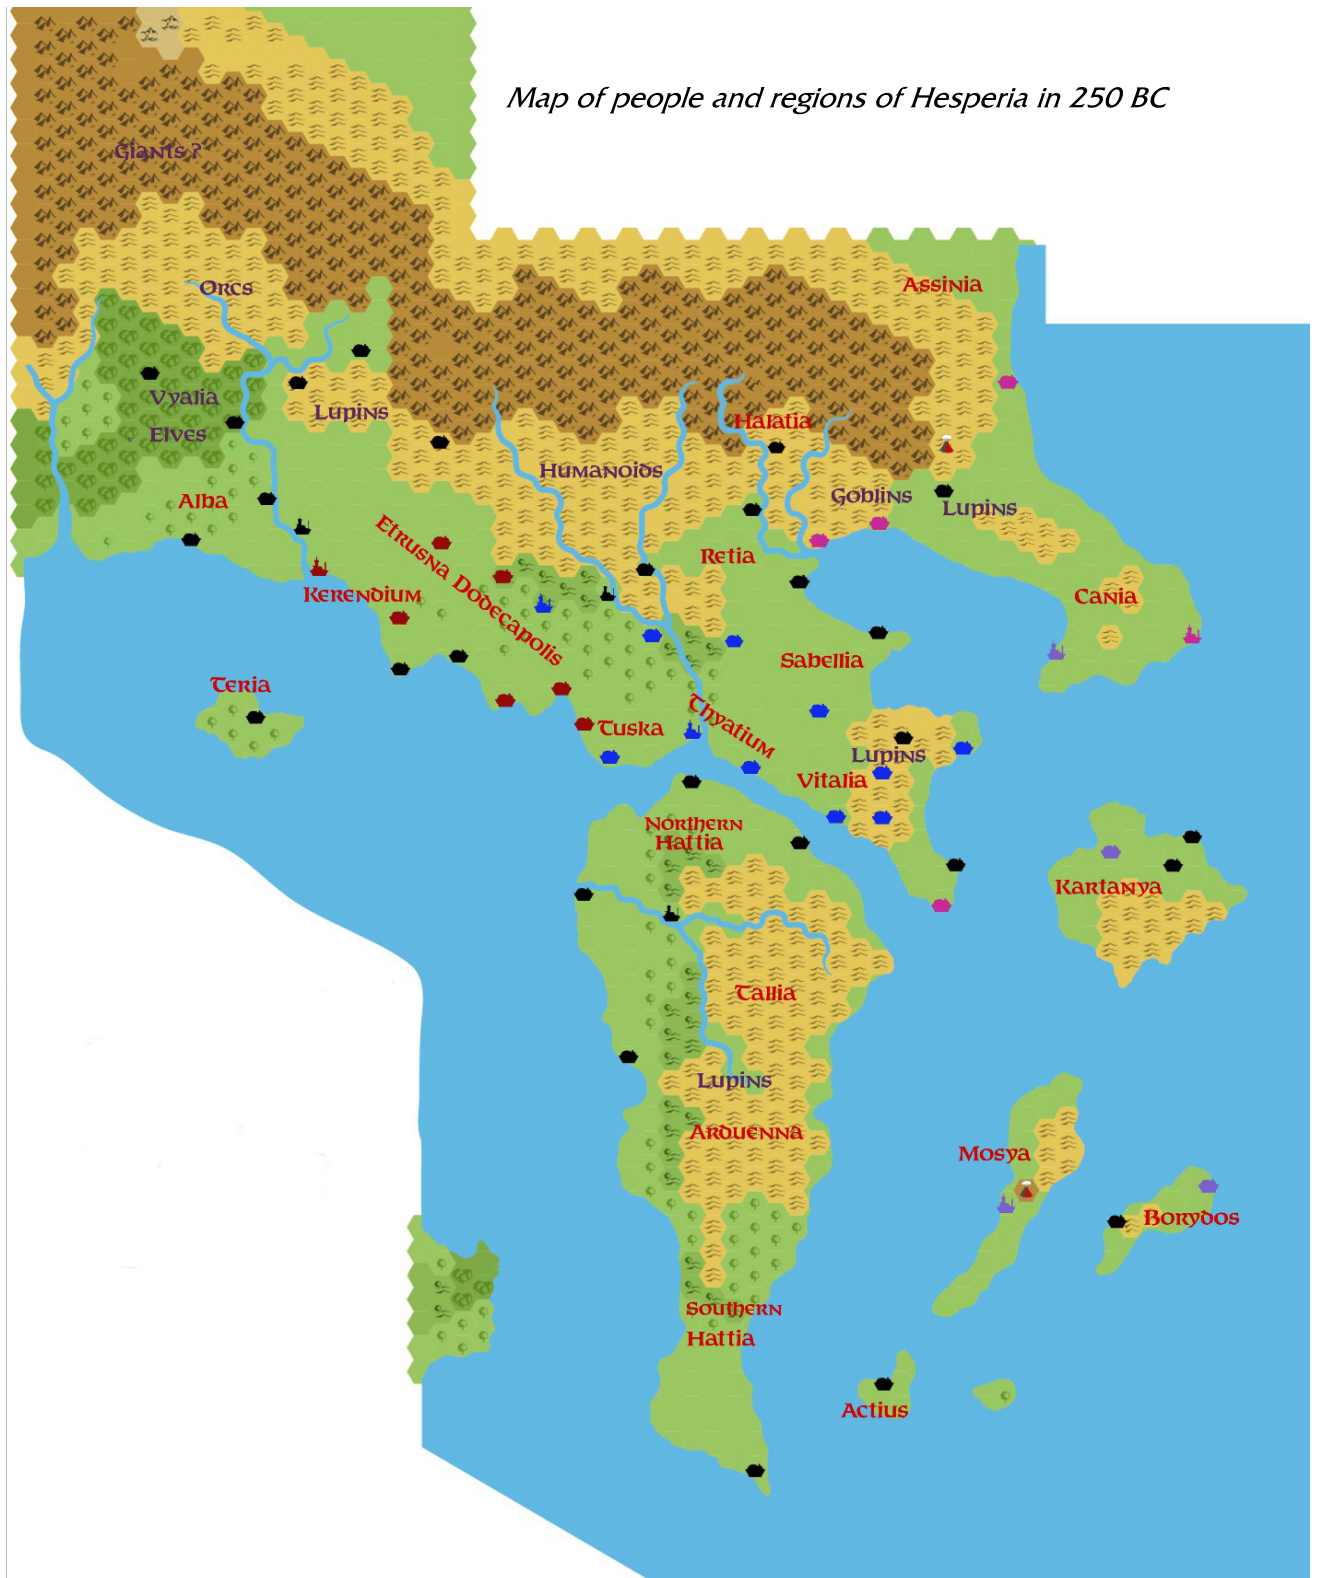 Map of people and regions of Hesperia in 250 BC
Giants ?
Orcs
Assinia
Vyalia
Elves
Lupins
Halatia
Humanoids
Goblins
Lupins
Alba
Etrusna Dodecapolis
Retia
Kerendium
Cania
Sabellia
Teria
Tuska
Thyatium
Lupins
Vitalia
Northern
Hattia
Kartanya
Tallia
Lupins
Arduenna
Mosya
Borydos
Southern
Hattia
Actius